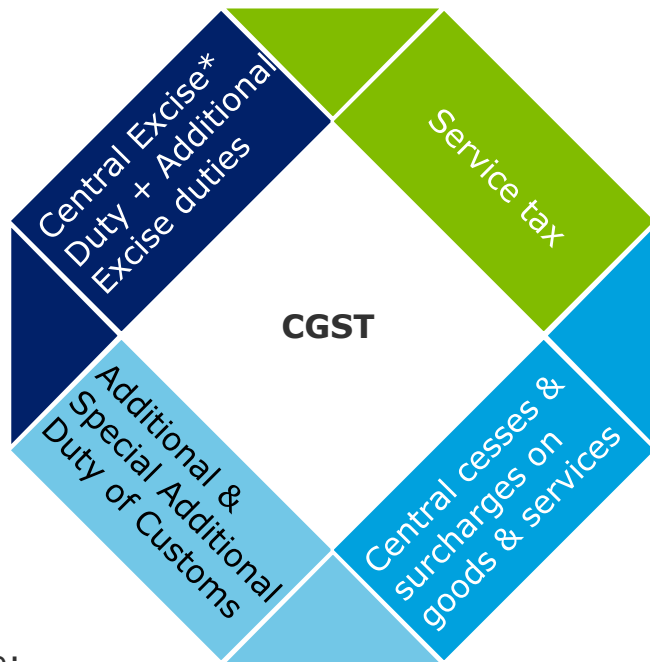 Central Excise*
Duty + Additional
Excise duties
Service tax
CGST
Additional &
Special Additional
Duty of Customs
Central cesses &
surcharges on
goods & services